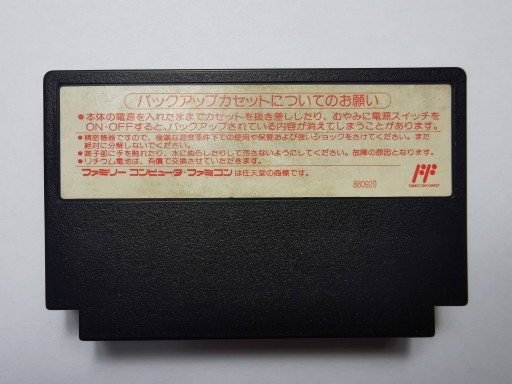 バックアップカセットについてのお願い
●本体の電源を入れたままでカセットを抜き差ししたり、むやみに電源スイッチを
ON・OFFすると、バックアップされている内容が消えてしまうことがあります。
●精密機器ですので、極端な温度条件下での使用や保管および強いショックをさけてください。また
絶対に分解しないでください。
●端子部に手を触れたり、水にぬらしたりして汚さないようにしてください。故障の原因となります。
●リチウム電池は、有償で交換させていただきます。
ファミリーコンピュータ・ファミコンは任天堂の商標です。
880920
FF
FAMICOM FAMILY